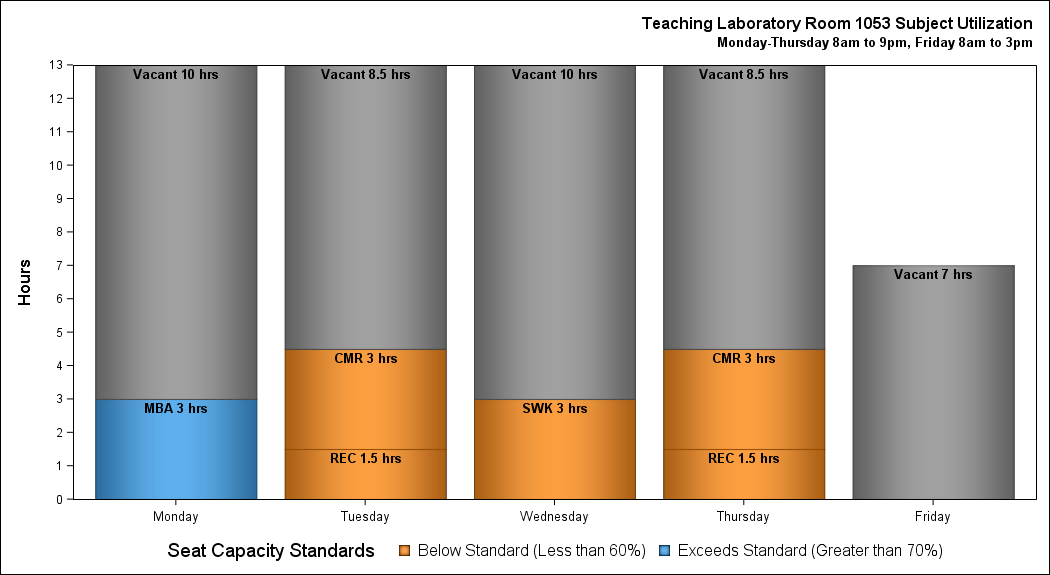 Teaching Laboratory Room 1053 Subject Utilization
Monday-Thursday 8am to 9pm, Friday 8am to 3pm
13
12
11
10
9
8
7
6
5
4
3
2
1
0
Hours
Vacant 10 hrs
MBA 3 hrs
Vacant 8.5 hrs
CMR 3 hrs
REC 1.5 hrs
Vacant 10 hrs
SWK 3 hrs
Vacant 8.5 hrs
CMR 3 hrs
REC 1.5 hrs
Vacant 7 hrs
Monday
Tuesday
Wednesday
Thursday
Friday
Seat Capacity Standards
Below Standard (Less than 60%)
Exceeds Standard (Greater than 70%)